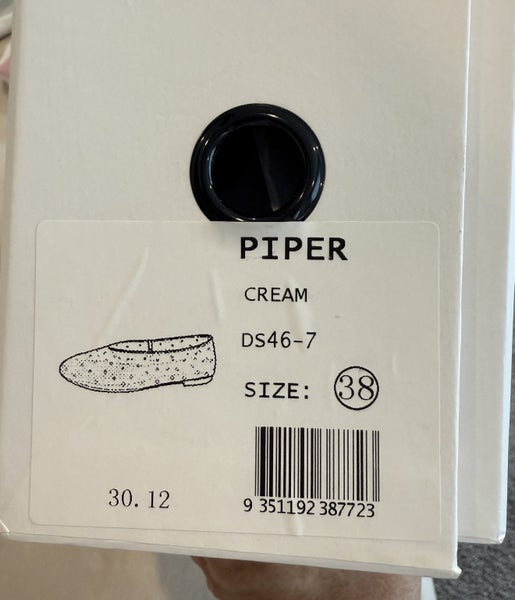 PIPER
CREAM
DS46-7
SIZE: 38
30.12
9 351192 387723